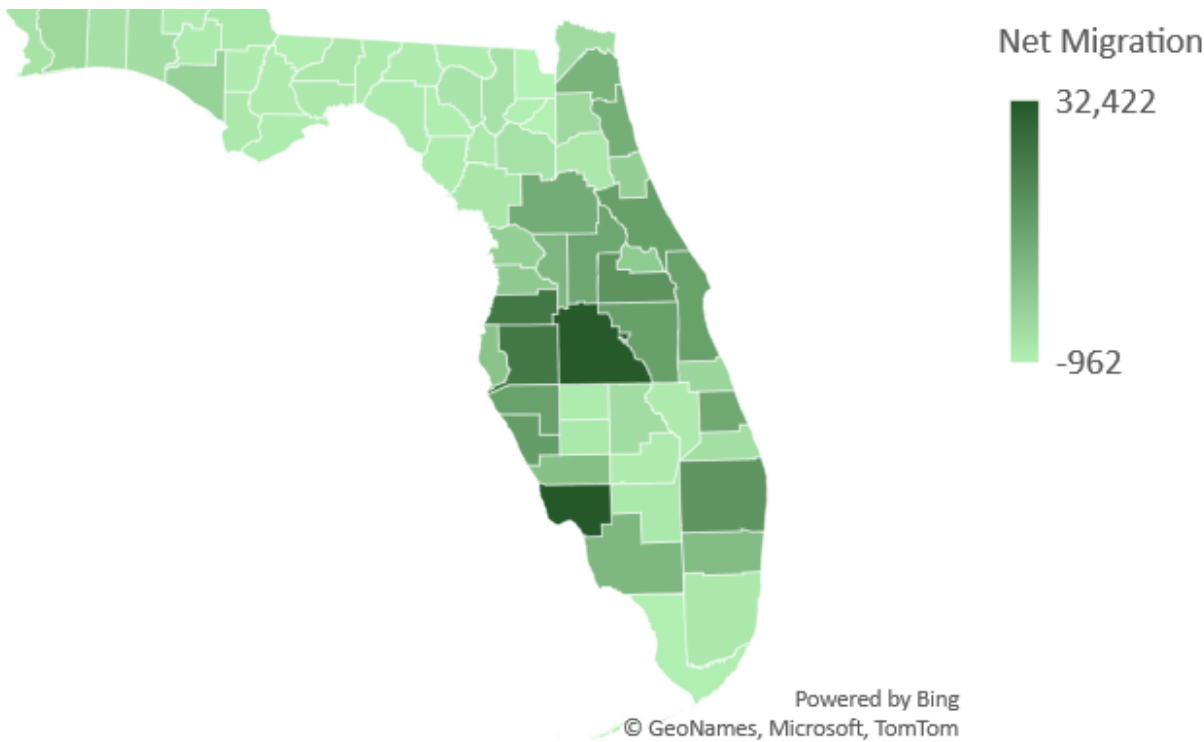 Net Migration
32,422
-962
Powered by Bing
© GeoNames, Microsoft, TomTom